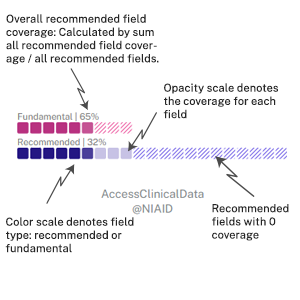 Overall recommended field
coverage: Calculated by sum
all recommended field cover-
age / all recommended fields.
Opacity scale denotes
the coverage for each
field
Fundamental | 65%
Recommended | 32%
AccessClinicalData
@NIAID
Color scale denotes field
type: recommended or
fundamental
Recommended
fields with 0
coverage